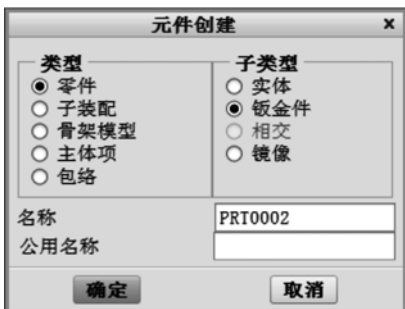 元件创建 x
类型 子类型
零件 实体
子装配 钣金件
骨架模型 相交
主体项 镜像
包络
名称 PRT0002
公用名称
确定 取消